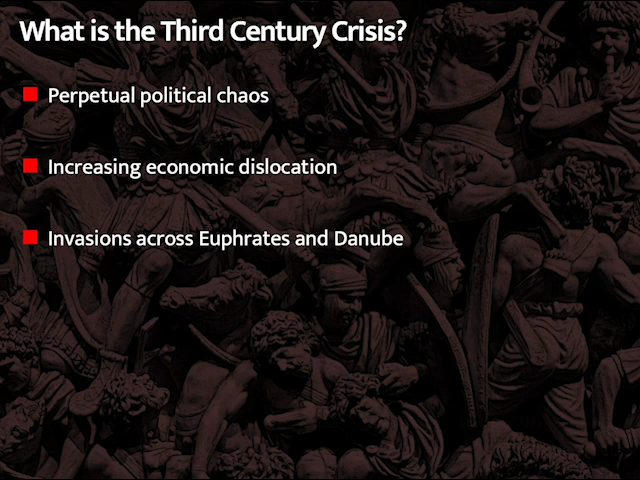 What is the Third Century Crisis?
Perpetual political chaos
Increasing economic dislocation
Invasions across Euphrates and Danube